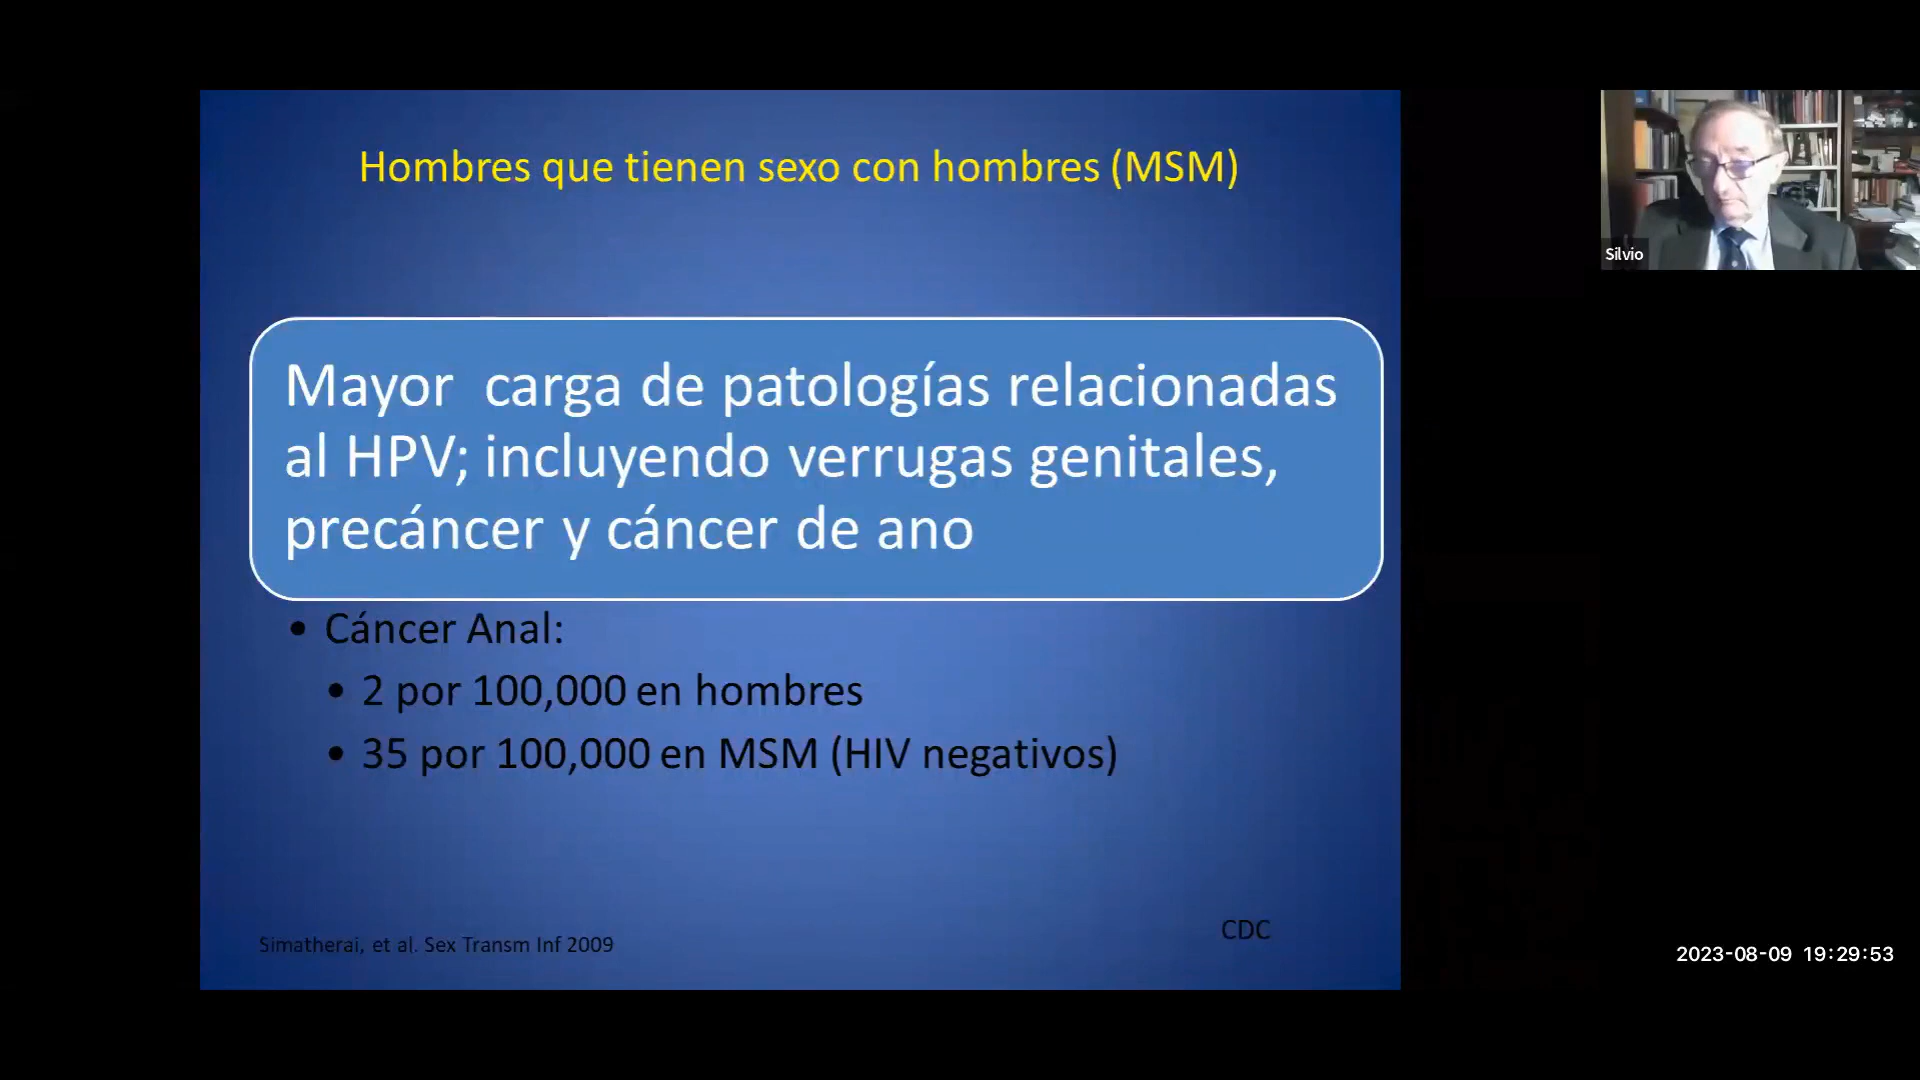 Hombres que tienen sexo con hombres (MSM)
Silvio
Mayor carga de patologías relacionadas
al HPV; incluyendo verrugas genitales,
precáncer y cáncer de ano
• Cáncer Anal:
• 2 por 100,000 en hombres
• 35 por 100,000 en MSM (HIV negativos)
CDC
Simatherai, et al. Sex Transm Inf 2009
2023-08-09 19:29:53